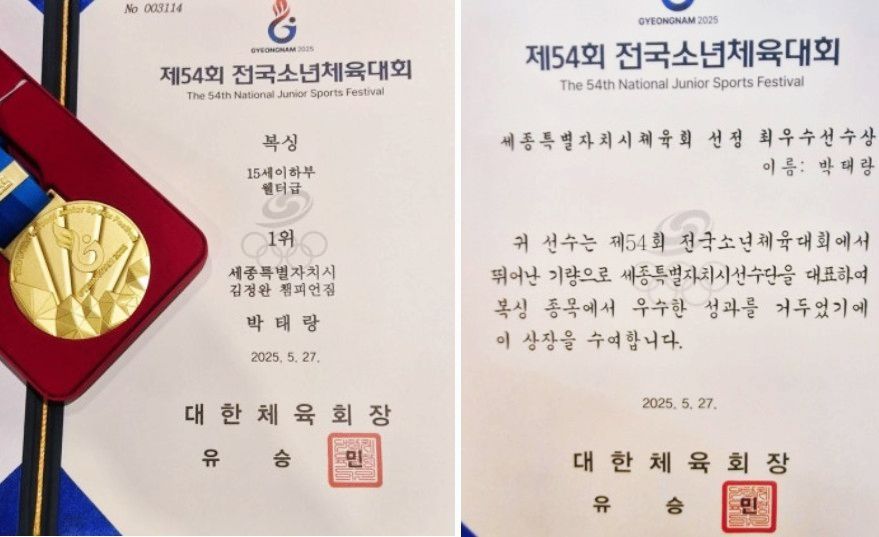 No 003114
GYEONGNAM 2025
제54회 전국소년체육대회
The 54th National Junior Sports Festival
복싱
15세이하부
웰터급
1위
세종특별자치시
김정완 챔피언짐
박태랑
2025. 5. 27.
대한체육회장
유승민
GYEONGNAM 2025
제54회 전국소년체육대회
The 54th National Junior Sports Festival
세종특별자치시체육회 선정 최우수선수상
이름: 박태랑
귀 선수는 제54회 전국소년체육대회에서
뛰어난 기량으로 세종특별자치시선수단을 대표하여
복싱 종목에서 우수한 성과를 거두었기에
이 상장을 수여합니다.
2025. 5. 27.
대한체육회장
유승민